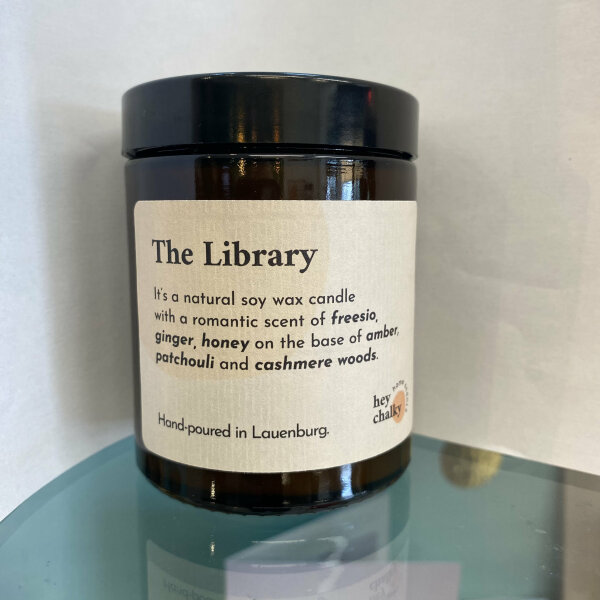 The Library
It's a natural soy wax candle
with a romantic scent of freesio,
ginger, honey on the base of amber,
patchouli and cashmere woods.
hey
chalky
Hand-poured in Lauenburg.